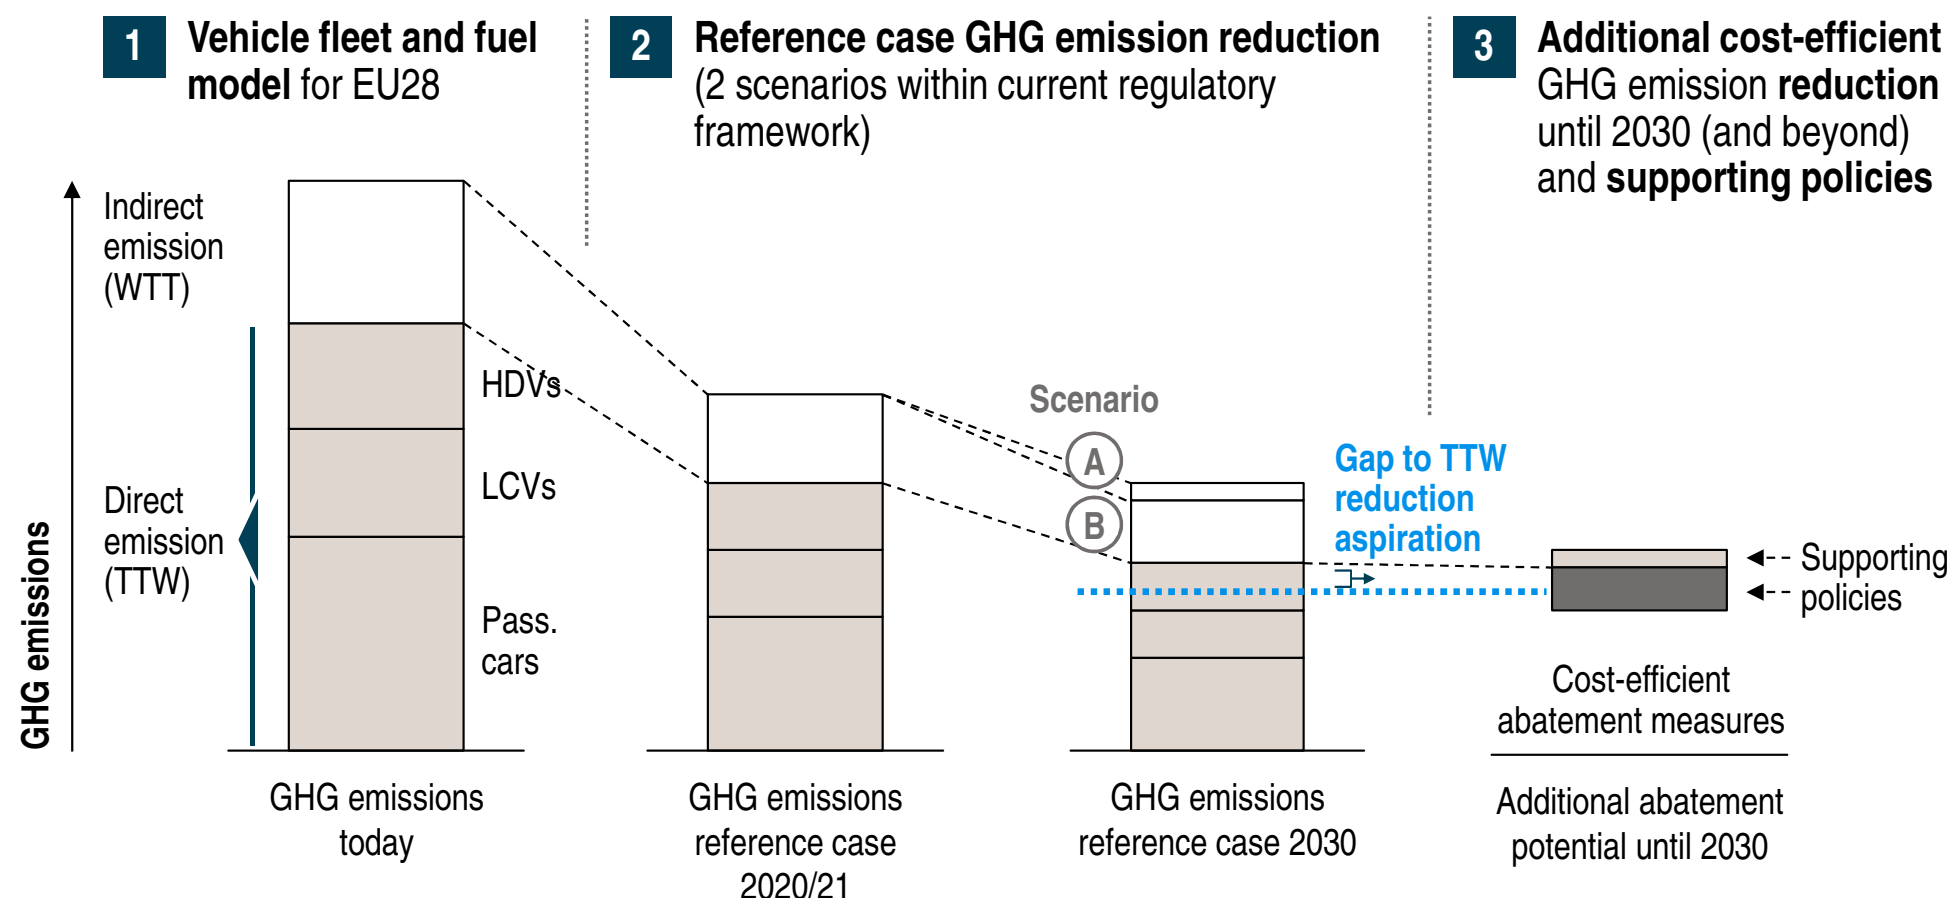 1
Vehicle fleet and fuel
model for EU28
2
Reference case GHG emission reduction
(2 scenarios within current regulatory
framework)
3
Additional cost-efficient
GHG emission reduction
until 2030 (and beyond)
and supporting policies
GHG emissions
Indirect
emission
(WTT)
Direct
emission
(TTW)
HDVs
LCVs
Pass.
cars
Scenario
A
B
Gap to TTW
reduction
aspiration
Supporting
policies
Cost-efficient
abatement measures
GHG emissions
today
GHG emissions
reference case
2020/21
GHG emissions
reference case 2030
Additional abatement
potential until 2030